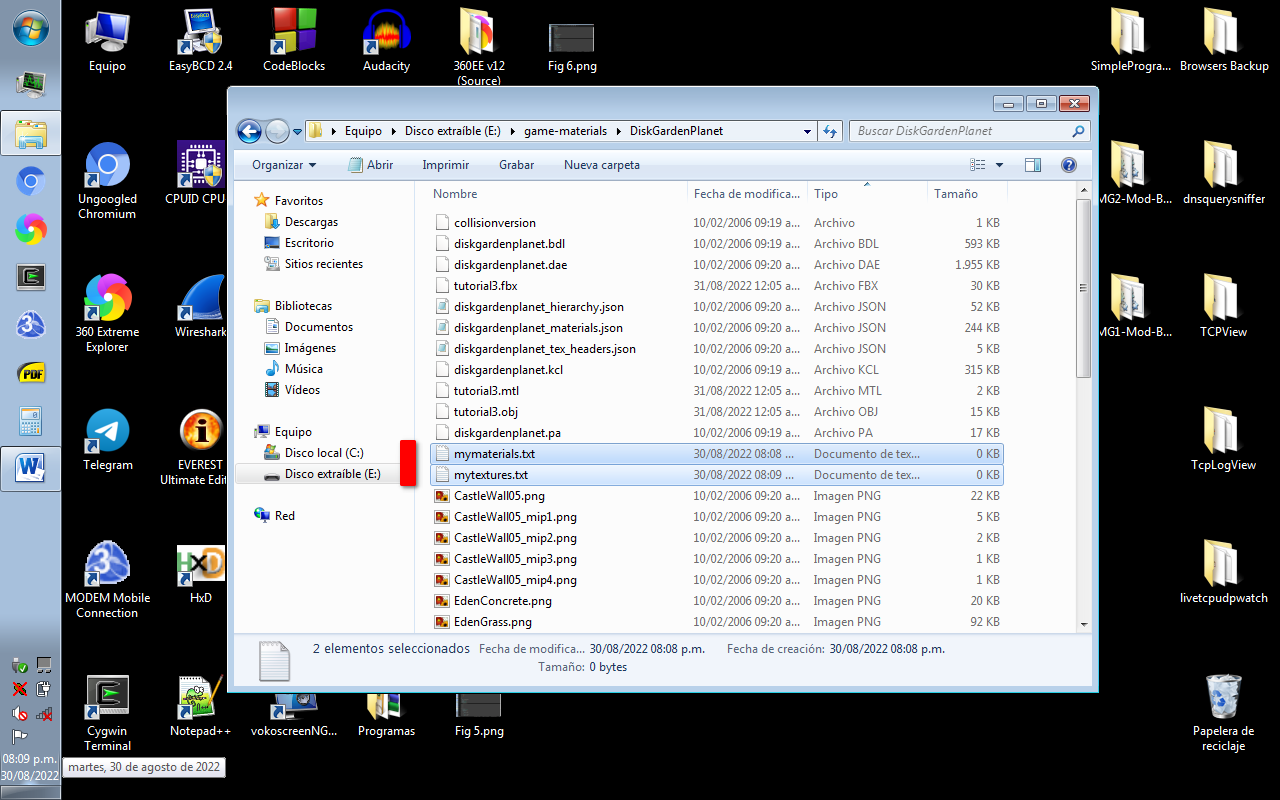 Equipo
EasyBCD 2.4
CodeBlocks
Audacity
360EE v12
(Source)
Fig 6.png
SimpleProgra...
Browsers Backup
Equipo
Disco extraíble (E:)
game-materials
DiskGardenPlanet
Buscar DiskGardenPlanet
Organizar
Abrir
Imprimir
Grabar
Nueva carpeta
Favoritos
Descargas
Escritorio
Sitios recientes
Bibliotecas
Documentos
Imágenes
Música
Vídeos
Equipo
Disco local (C:)
Disco extraíble (E:)
Red
Nombre Fecha de modifica... Tipo Tamaño
collisionversion 10/02/2006 09:19 a... Archivo 1 KB
diskgardenplanet.bdl 10/02/2006 09:19 a... Archivo BDL 593 KB
diskgardenplanet.dae 10/02/2006 09:20 a... Archivo DAE 1.955 KB
tutorial3.fbx 31/08/2022 12:05 a... Archivo FBX 30 KB
diskgardenplanet_hierarchy.json 10/02/2006 09:20 a... Archivo JSON 52 KB
diskgardenplanet_materials.json 10/02/2006 09:20 a... Archivo JSON 244 KB
diskgardenplanet_tex_headers.json 10/02/2006 09:20 a... Archivo JSON 5 KB
diskgardenplanet.kcl 10/02/2006 09:19 a... Archivo KCL 315 KB
tutorial3.mtl 31/08/2022 12:05 a... Archivo MTL 2 KB
tutorial3.obj 31/08/2022 12:05 a... Archivo OBJ 15 KB
diskgardenplanet.pa 10/02/2006 09:19 a... Archivo PA 17 KB
mymaterials.txt 30/08/2022 08:08 ... Documento de tex... 0 KB
mytextures.txt 30/08/2022 08:09 ... Documento de tex... 0 KB
CastleWall05.png 10/02/2006 09:20 a... Imagen PNG 22 KB
CastleWall05_mip1.png 10/02/2006 09:20 a... Imagen PNG 5 KB
CastleWall05_mip2.png 10/02/2006 09:20 a... Imagen PNG 2 KB
CastleWall05_mip3.png 10/02/2006 09:20 a... Imagen PNG 1 KB
CastleWall05_mip4.png 10/02/2006 09:20 a... Imagen PNG 1 KB
EdenConcrete.png 10/02/2006 09:20 a... Imagen PNG 20 KB
EdenGrass.png 10/02/2006 09:20 a... Imagen PNG 92 KB
2 elementos seleccionados Fecha de modifica... 30/08/2022 08:08 p.m. Fecha de creación: 30/08/2022 08:08 p.m.
Tamaño: 0 bytes
Ungoogled
Chromium
CPUID CPU
MG2-Mod-B...
dnsquerysniffer
360 Extreme
Explorer
Wireshark
MG1-Mod-B...
TCPView
PDF
Telegram
EVEREST
Ultimate Edit
TcpLogView
MODEM Mobile
Connection
HxD
HxD
livetcpudpwatch
Cygwin
Terminal
Notepad++
vokoscreenNG...
Programas
Fig 5.png
Papelera de
reciclaje
08:09 p.m.
30/08/2022
martes, 30 de agosto de 2022